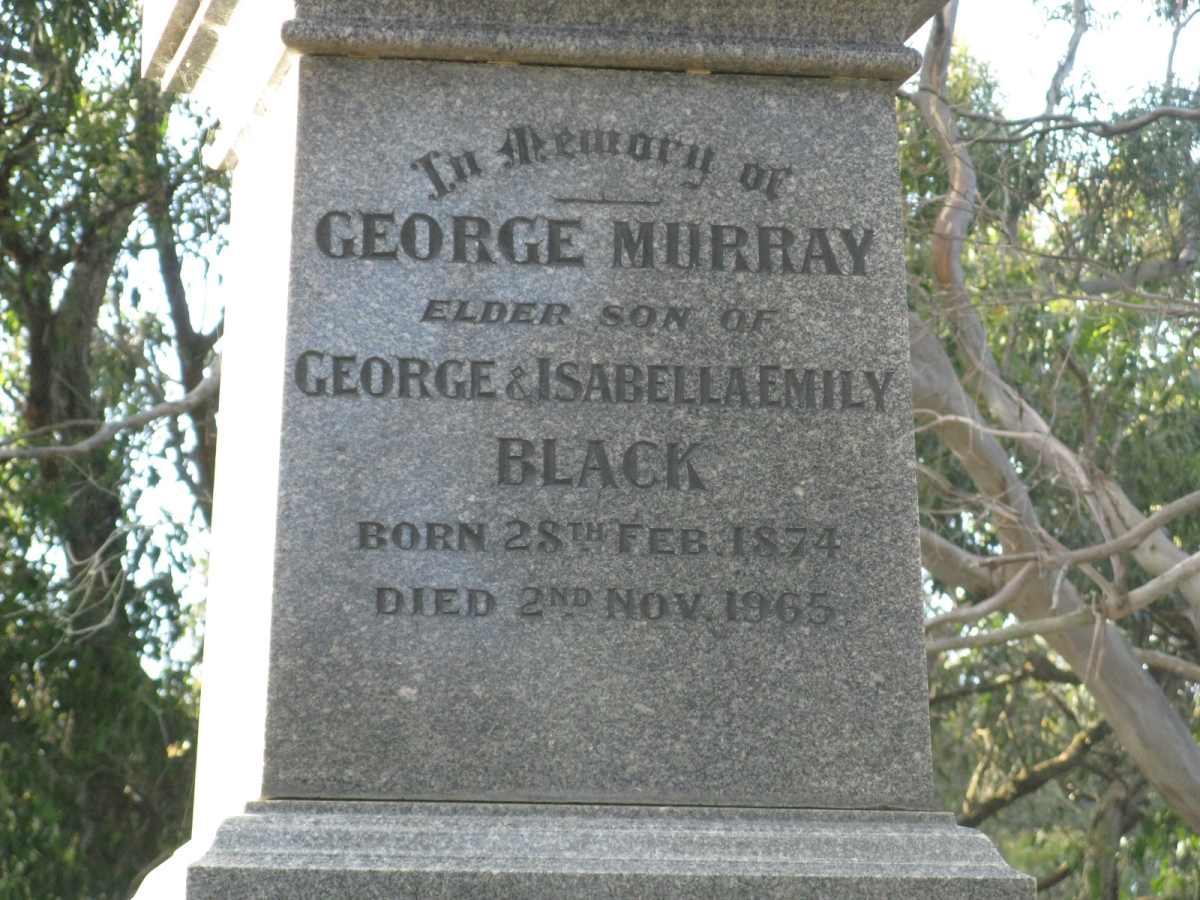 In Memory of
GEORGE MURRAY
ELDER SON OF
GEORGE & ISABELLA EMILY
BLACK
BORN 28TH FEB. 1874
DIED 2ND NOV. 1965